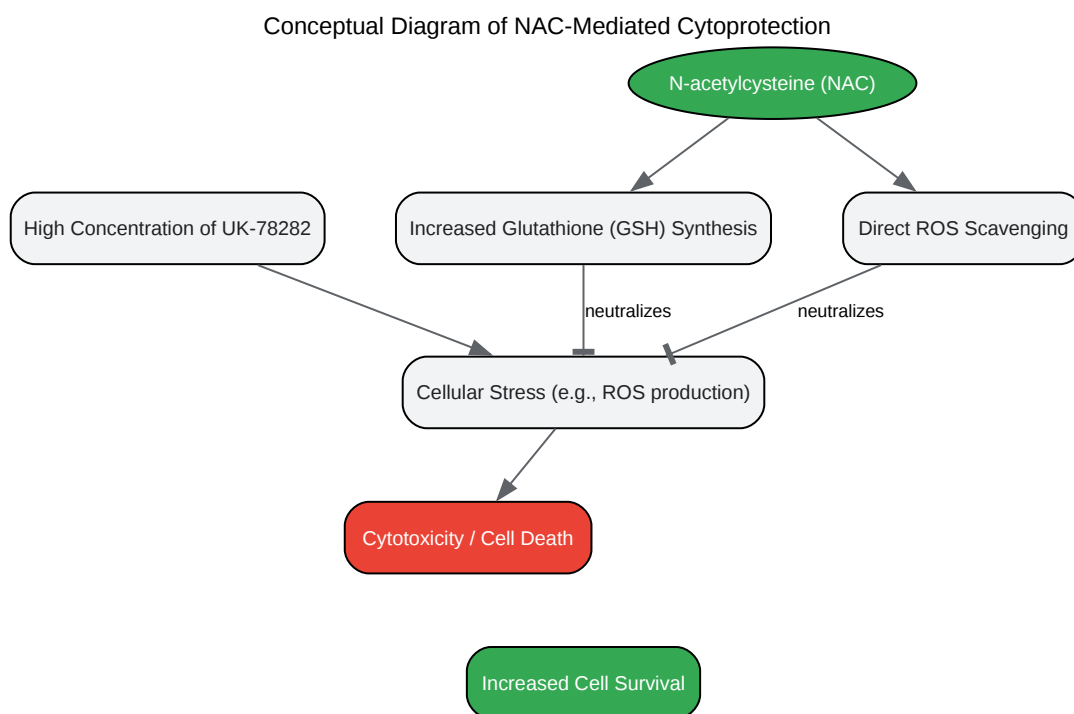 Conceptual Diagram of NAC-Mediated Cytoprotection
N-acetylcysteine (NAC)
High Concentration of UK-78282
Increased Glutathione (GSH) Synthesis
Direct ROS Scavenging
neutralizes
neutralizes
Cellular Stress (e.g., ROS production)
Cytotoxicity / Cell Death
Increased Cell Survival